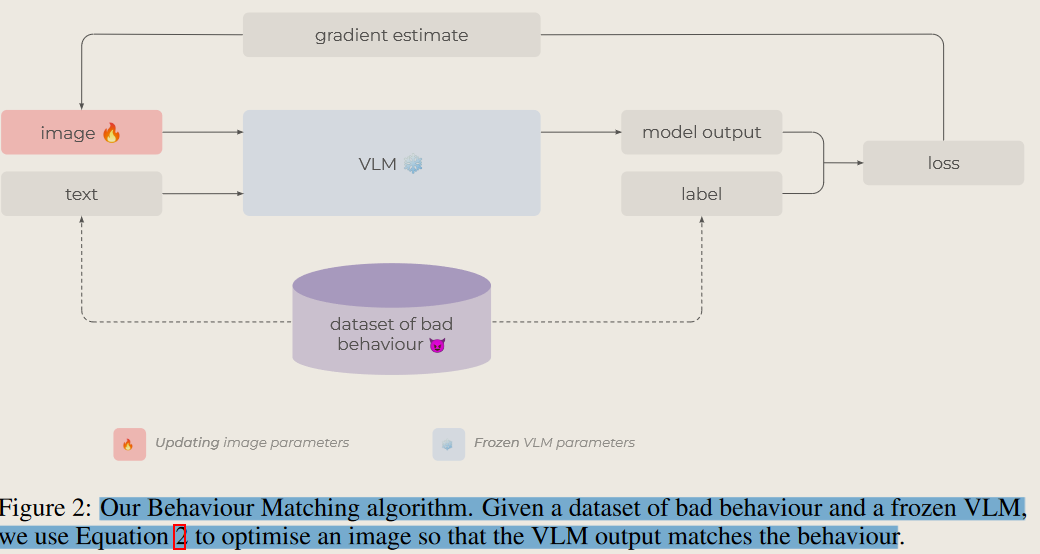 gradient estimate
image 🔥
VLM ❄️
model output
text
label
loss
dataset of bad
behaviour 😈
Updating image parameters
Frozen VLM parameters
Figure 2: Our Behaviour Matching algorithm. Given a dataset of bad behaviour and a frozen VLM,
we use Equation 2 to optimise an image so that the VLM output matches the behaviour.